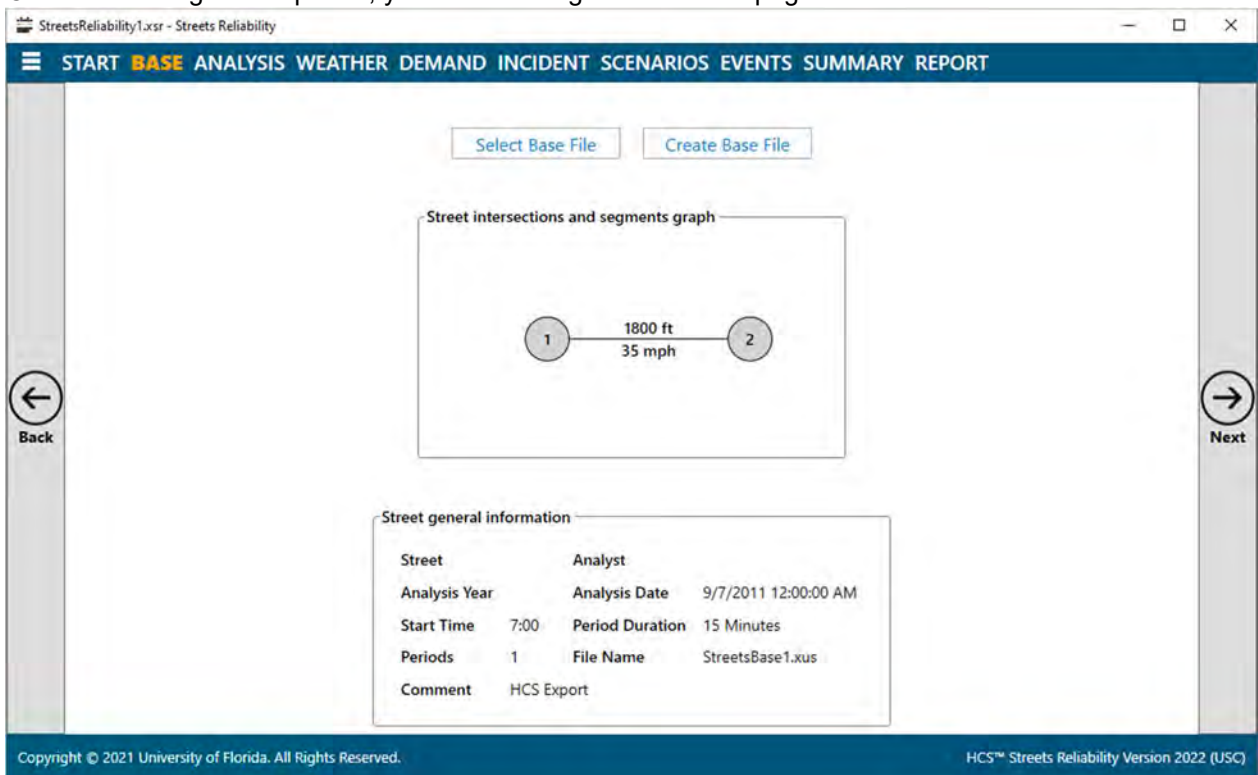 StreetsReliability1.xsr - Streets Reliability
START BASE ANALYSIS WEATHER DEMAND INCIDENT SCENARIOS EVENTS SUMMARY REPORT
Select Base File Create Base File
Street intersections and segments graph
1 1800 ft 2
35 mph
Back
Next
Street general information
Street Analyst
Analysis Year Analysis Date 9/7/2011 12:00:00 AM
Start Time 7:00 Period Duration 15 Minutes
Periods 1 File Name StreetsBase1.xus
Comment HCS Export
Copyright © 2021 University of Florida. All Rights Reserved. HCS™ Streets Reliability Version 2022 (USC)